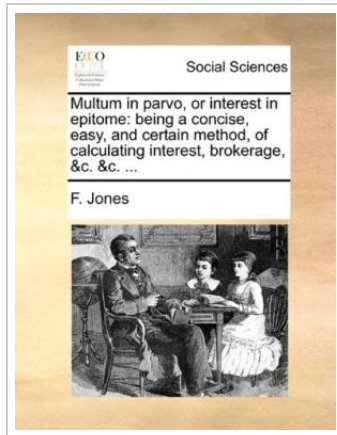 ECCO
Social Sciences
Multum in parvo, or interest in
epitome: being a concise,
easy, and certain method, of
calculating interest, brokerage,
&c. &c. ...
F. Jones